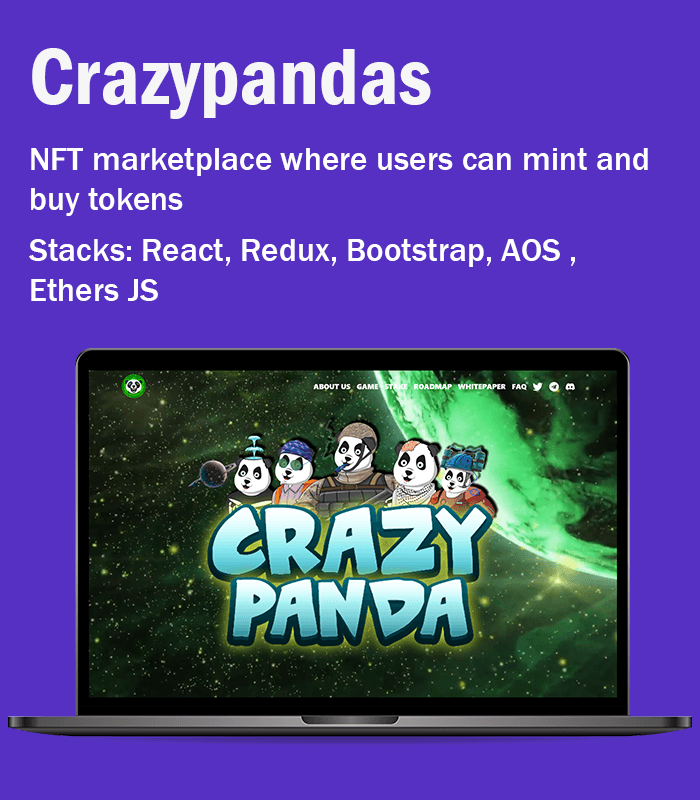 Crazypandas
NFT marketplace where users can mint and
buy tokens
Stacks: React, Redux, Bootstrap, AOS ,
Ethers JS
ABOUT US GAME STAKE ROADMAP WHITEPAPER FAQ
CRAZY
PANDA